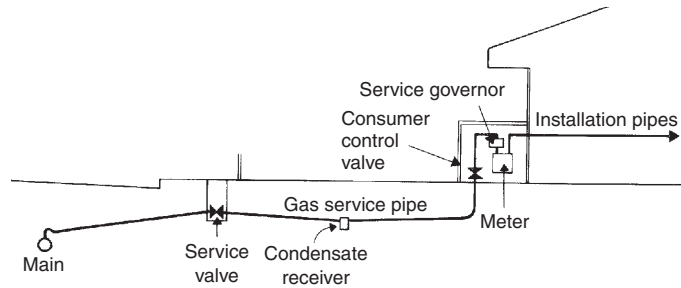 Service governor
Consumer
control
valve
Installation pipes
Gas service pipe
Meter
Main
Service
valve
Condensate
receiver